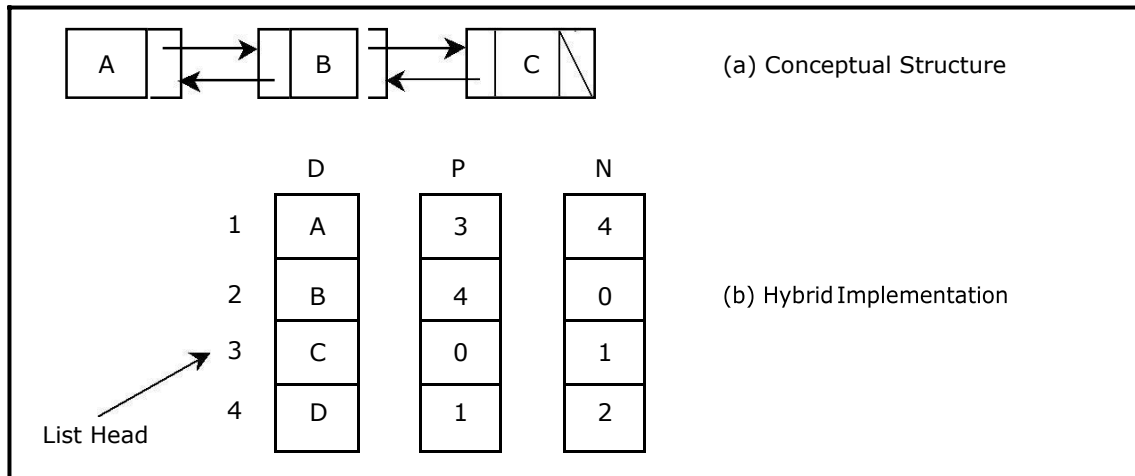 A B C (a) Conceptual Structure
D P N
1 A 3 4
2 B 4 0 (b) Hybrid Implementation
3 C 0 1
4 D 1 2
List Head